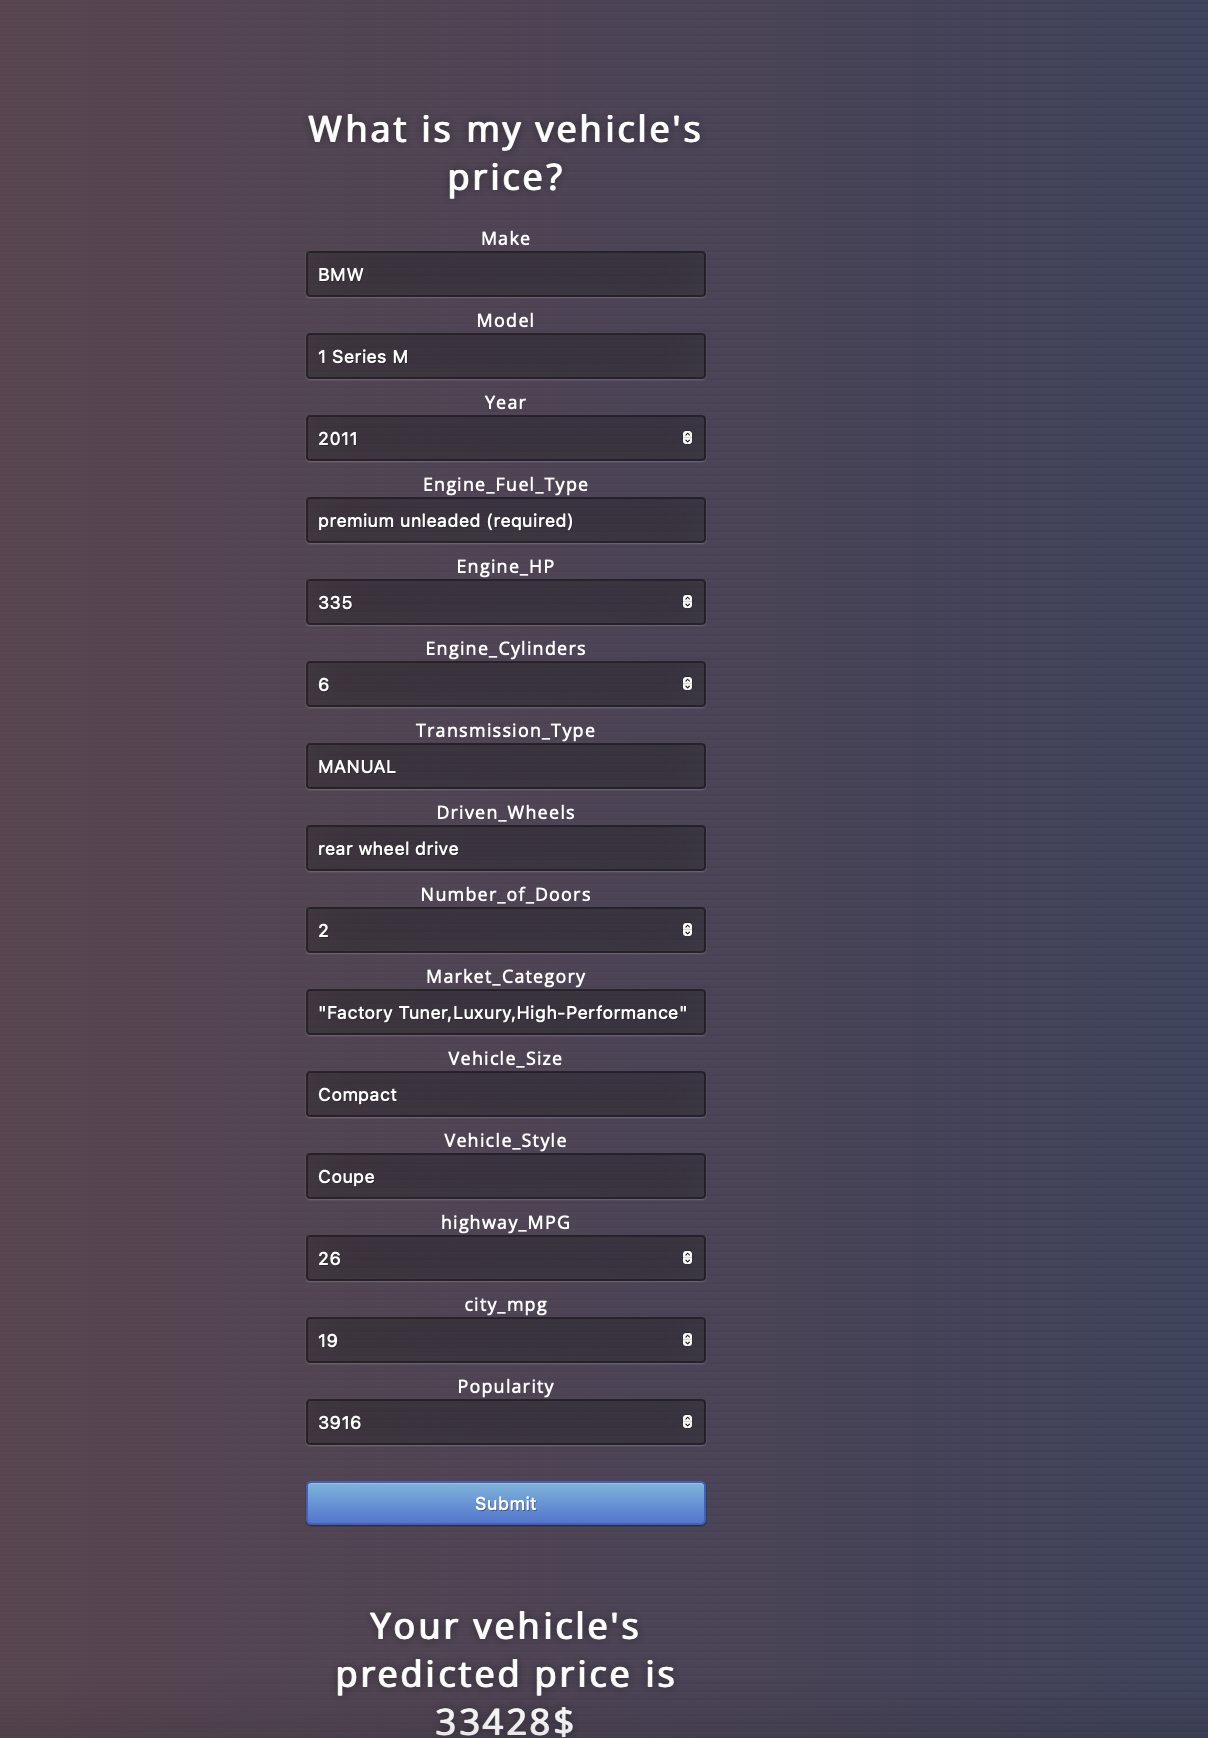 What is my vehicle's
price?
Make
BMW
Model
1 Series M
Year
2011
Engine_Fuel_Type
premium unleaded (required)
Engine_HP
335
Engine_Cylinders
6
Transmission_Type
MANUAL
Driven_Wheels
rear wheel drive
Number_of_Doors
2
Market_Category
"Factory Tuner,Luxury,High-Performance"
Vehicle_Size
Compact
Vehicle_Style
Coupe
highway_MPG
26
city_mpg
19
Popularity
3916
Submit
Your vehicle's
predicted price is
33428$